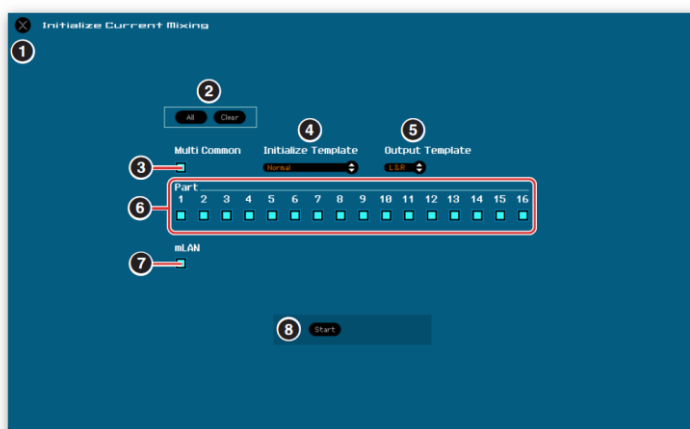 Initialize Current Mixing
1
2
All Clear
4 5
Multi Common Initialize Template Output Template
3 Normal L&R
Part
1 2 3 4 5 6 7 8 9 10 11 12 13 14 15 16
6
mLAN
7
8 Start